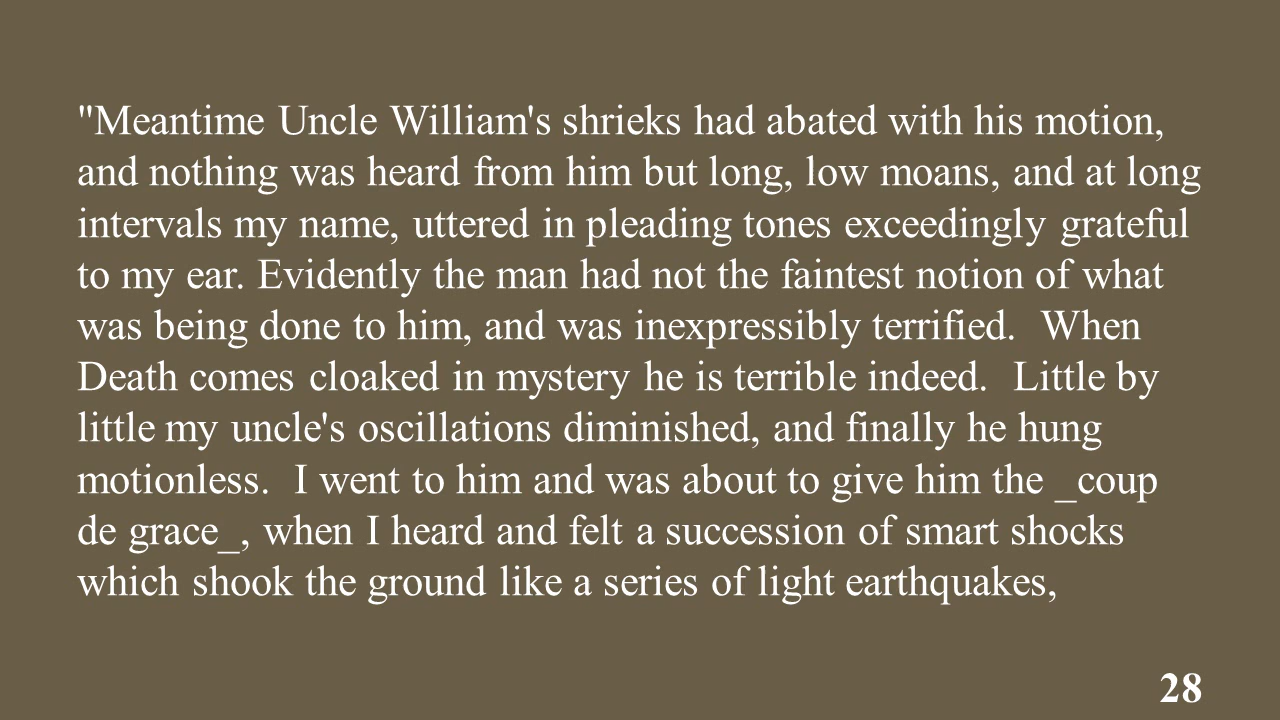 "Meantime Uncle William's shrieks had abated with his motion,
and nothing was heard from him but long, low moans, and at long
intervals my name, uttered in pleading tones exceedingly grateful
to my ear. Evidently the man had not the faintest notion of what
was being done to him, and was inexpressibly terrified.  When
Death comes cloaked in mystery he is terrible indeed.  Little by
little my uncle's oscillations diminished, and finally he hung
motionless.  I went to him and was about to give him the _coup
de grace_, when I heard and felt a succession of smart shocks
which shook the ground like a series of light earthquakes,
28